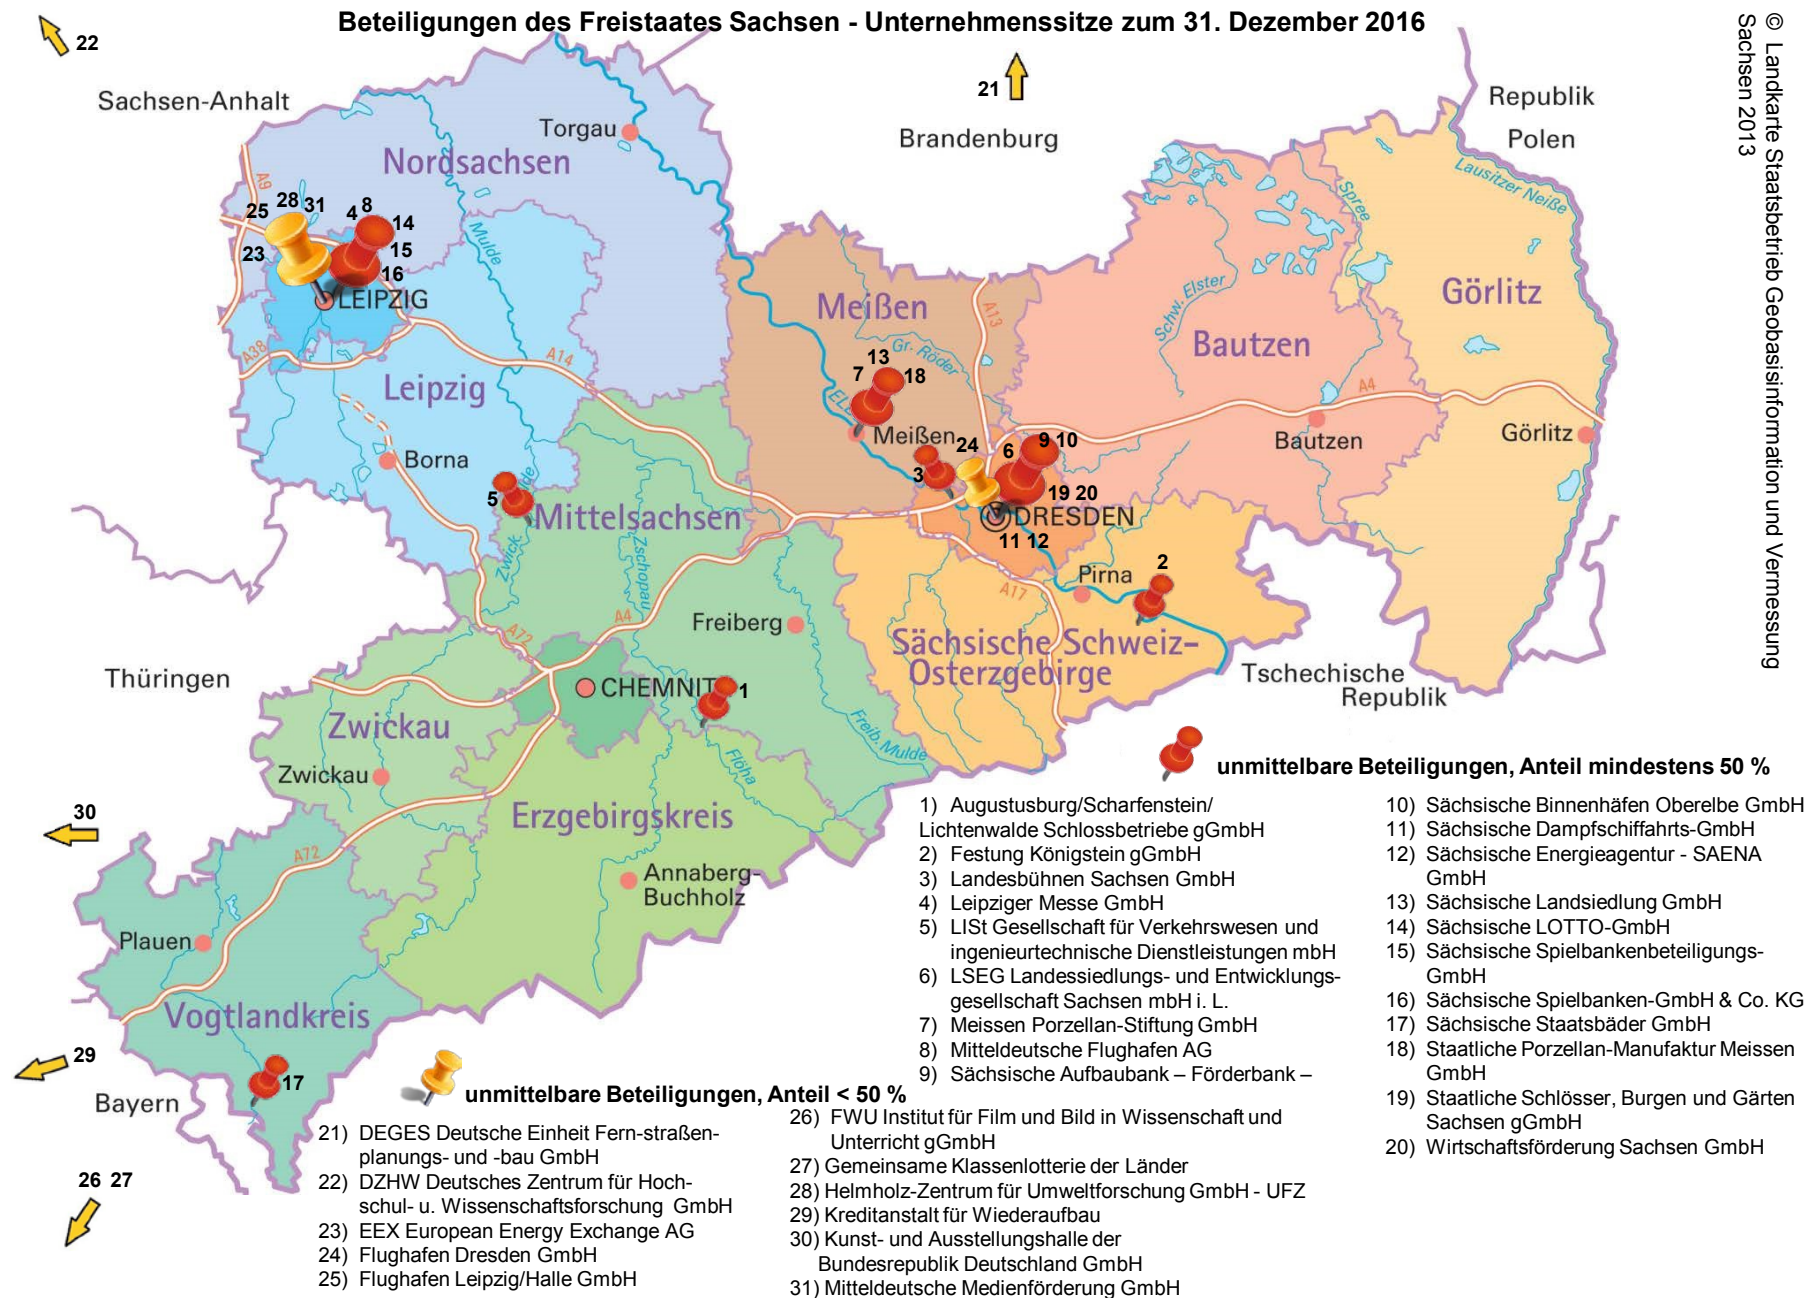 Beteiligungen des Freistaates Sachsen - Unternehmenssitze zum 31. Dezember 2016
© Landkarte Staatsbetrieb Geobasisinformation und Vermessung
Sachsen 2013
22
21
Sachsen-Anhalt
Brandenburg
Republik
Polen
Torgau
Nordsachsen
Lausitzer Neiße
Spree
A9
25
28
31
4
8
14
15
16
23
LEIPZIG
Mulde
Meißen
A13
Schw. Elster
Görlitz
Bautzen
A38
A14
Gr. Röder
13
7
18
Leipzig
A4
Meißen
24
6
9 10
Bautzen
Görlitz
Borna
3
5
19 20
Mittelsachsen
DRESDEN
11 12
Zwick
Zschopau
2
Pirna
A17
A4
A72
Freiberg
Sächsische Schweiz-
Osterzgebirge
Thüringen
Tschechische
Republik
CHEMNIT
1
Zwickau
Freib. Mulde
Flöha
Zwickau
30
Erzgebirgskreis
A72
Annaberg-
Buchholz
Plauen
Vogtlandkreis
29
17
Bayern
26 27
unmittelbare Beteiligungen, Anteil mindestens 50 %
1) Augustusburg/Scharfenstein/
Lichtenwalde Schlossbetriebe gGmbH
2) Festung Königstein gGmbH
3) Landesbühnen Sachsen GmbH
4) Leipziger Messe GmbH
5) LISt Gesellschaft für Verkehrswesen und
ingenieurtechnische Dienstleistungen mbH
6) LSEG Landessiedlungs- und Entwicklungs-
gesellschaft Sachsen mbH i. L.
7) Meissen Porzellan-Stiftung GmbH
8) Mitteldeutsche Flughafen AG
9) Sächsische Aufbaubank – Förderbank –
10) Sächsische Binnenhäfen Oberelbe GmbH
11) Sächsische Dampfschiffahrts-GmbH
12) Sächsische Energieagentur - SAENA
GmbH
13) Sächsische Landsiedlung GmbH
14) Sächsische LOTTO-GmbH
15) Sächsische Spielbankenbeteiligungs-
GmbH
16) Sächsische Spielbanken-GmbH & Co. KG
17) Sächsische Staatsbäder GmbH
18) Staatliche Porzellan-Manufaktur Meissen
GmbH
19) Staatliche Schlösser, Burgen und Gärten
Sachsen gGmbH
20) Wirtschaftsförderung Sachsen GmbH
unmittelbare Beteiligungen, Anteil < 50 %
21) DEGES Deutsche Einheit Fern-straßen-
planungs- und -bau GmbH
22) DZHW Deutsches Zentrum für Hoch-
schul- u. Wissenschaftsforschung GmbH
23) EEX European Energy Exchange AG
24) Flughafen Dresden GmbH
25) Flughafen Leipzig/Halle GmbH
26) FWU Institut für Film und Bild in Wissenschaft und
Unterricht gGmbH
27) Gemeinsame Klassenlotterie der Länder
28) Helmholz-Zentrum für Umweltforschung GmbH - UFZ
29) Kreditanstalt für Wiederaufbau
30) Kunst- und Ausstellungshalle der
Bundesrepublik Deutschland GmbH
31) Mitteldeutsche Medienförderung GmbH